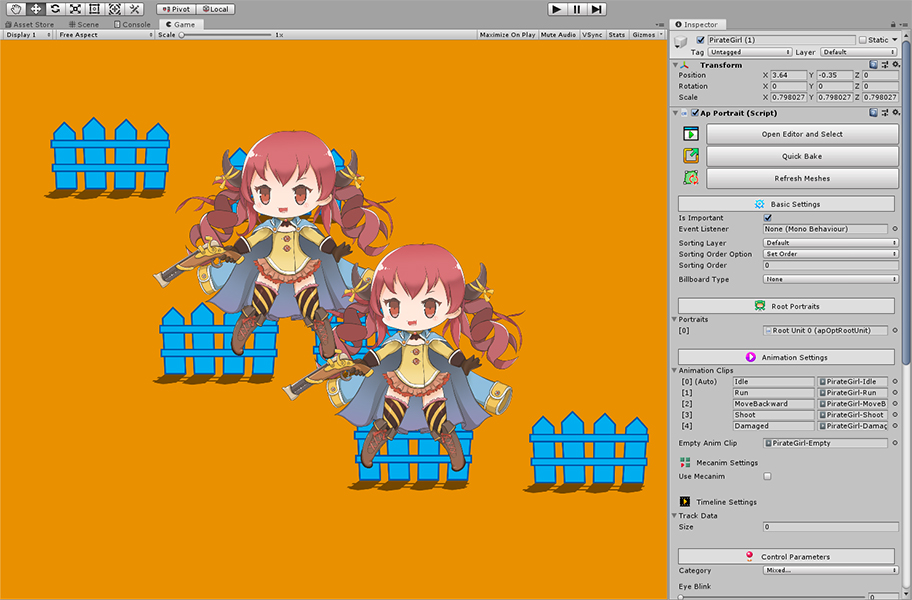 Pivot Local
Asset Store Scene Console Game
Display 1 Free Aspect Scale 1x Maximize On Play Mute Audio VSync Stats Gizmos
Inspector
PirateGirl (1) Static
Tag Untagged Layer Default
Transform
Position X 3.64 Y -0.35 Z 0
Rotation X 0 Y 0 Z 0
Scale X 0.798027 Y 0.798027 Z 0.798027
Ap Portrait (Script)
Open Editor and Select
Quick Bake
Refresh Meshes
Basic Settings
Is Important
Event Listener None (Mono Behaviour)
Sorting Layer Default
Sorting Order Option Set Order
Sorting Order 0
Billboard Type None
Root Portraits
Portraits
[0] Root Unit 0 (apOptRootUnit)
Animation Settings
Animation Clips
[0] (Auto) Idle PirateGirl-Idle
[1] Run PirateGirl-Run
[2] MoveBackward PirateGirl-MoveB
[3] Shoot PirateGirl-Shoot
[4] Damaged PirateGirl-Damag
Empty Anim Clip PirateGirl-Empty
Mecanim Settings
Use Mecanim
Timeline Settings
Track Data
Size 0
Control Parameters
Category Mixed...
Eye Blink
0